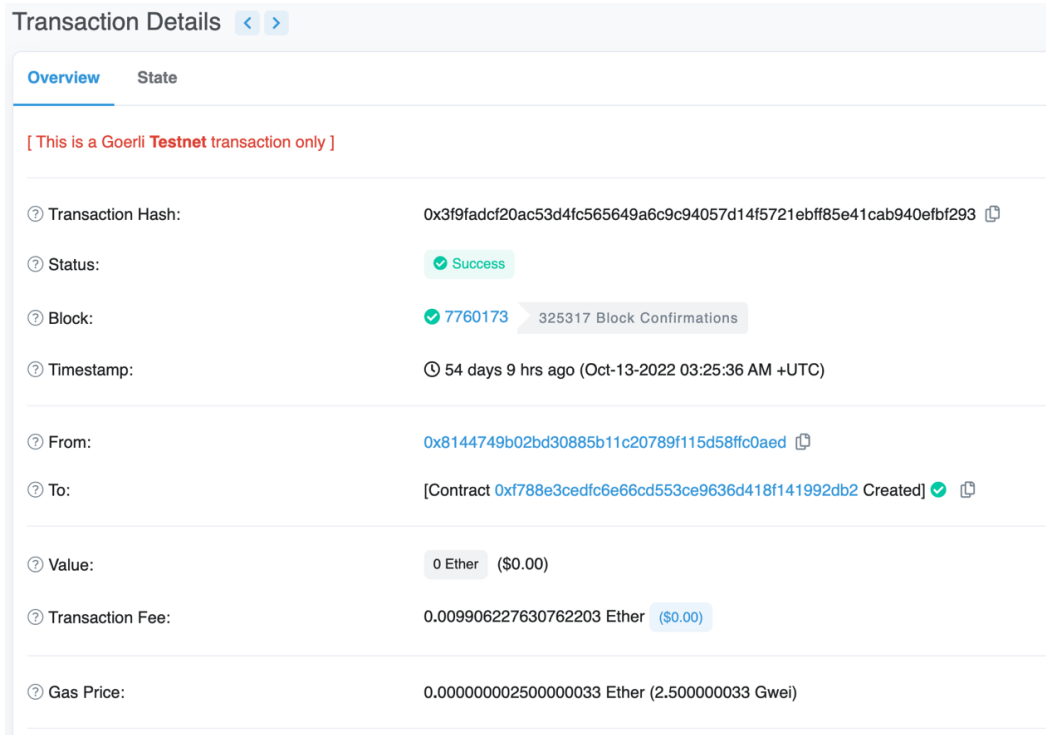 Transaction Details
Overview State
[ This is a Goerli Testnet transaction only ]
Transaction Hash: 0x3f9fadcf20ac53d4fc565649a6c9c94057d14f5721ebff85e41cab940efbf293
Status: Success
Block: 7760173 325317 Block Confirmations
Timestamp: 54 days 9 hrs ago (Oct-13-2022 03:25:36 AM +UTC)
From: 0x8144749b02bd30885b11c20789f115d58ffc0aed
To: [Contract 0xf788e3cedfc6e66cd553ce9636d418f141992db2 Created]
Value: 0 Ether ($0.00)
Transaction Fee: 0.009906227630762203 Ether ($0.00)
Gas Price: 0.000000002500000033 Ether (2.500000033 Gwei)